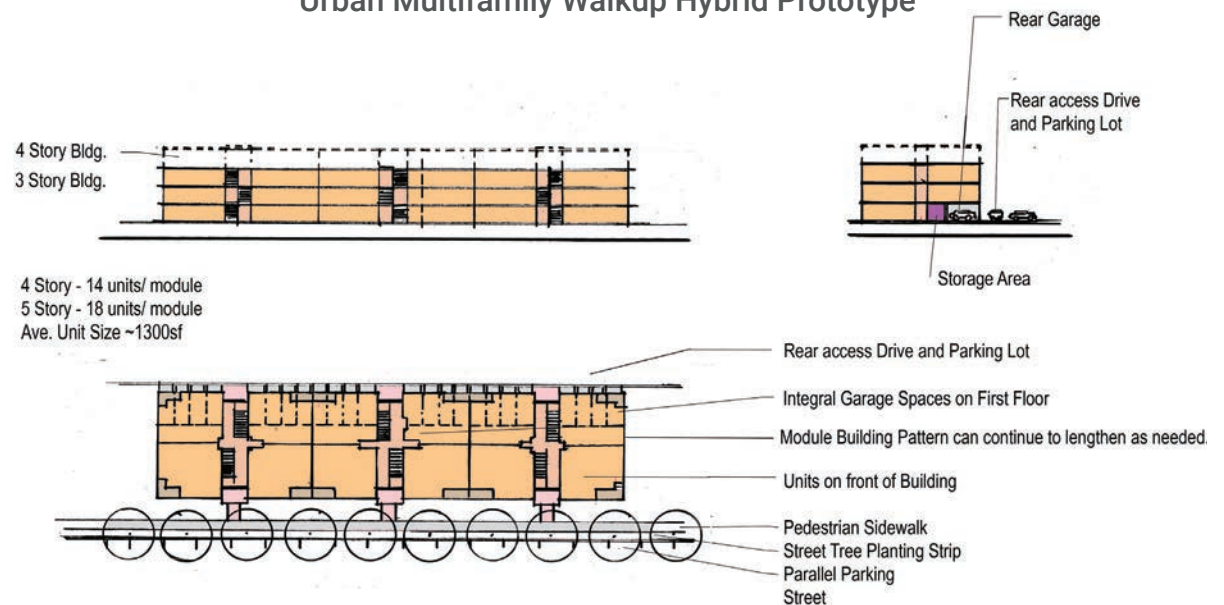 Urban Multifamily Walkup Hybrid Prototype
Rear Garage
Rear access Drive
and Parking Lot
4 Story Bldg.
3 Story Bldg.
Storage Area
4 Story - 14 units/ module
5 Story - 18 units/ module
Ave. Unit Size ~1300sf
Rear access Drive and Parking Lot
Integral Garage Spaces on First Floor
Module Building Pattern can continue to lengthen as needed.
Units on front of Building
Pedestrian Sidewalk
Street Tree Planting Strip
Parallel Parking
Street